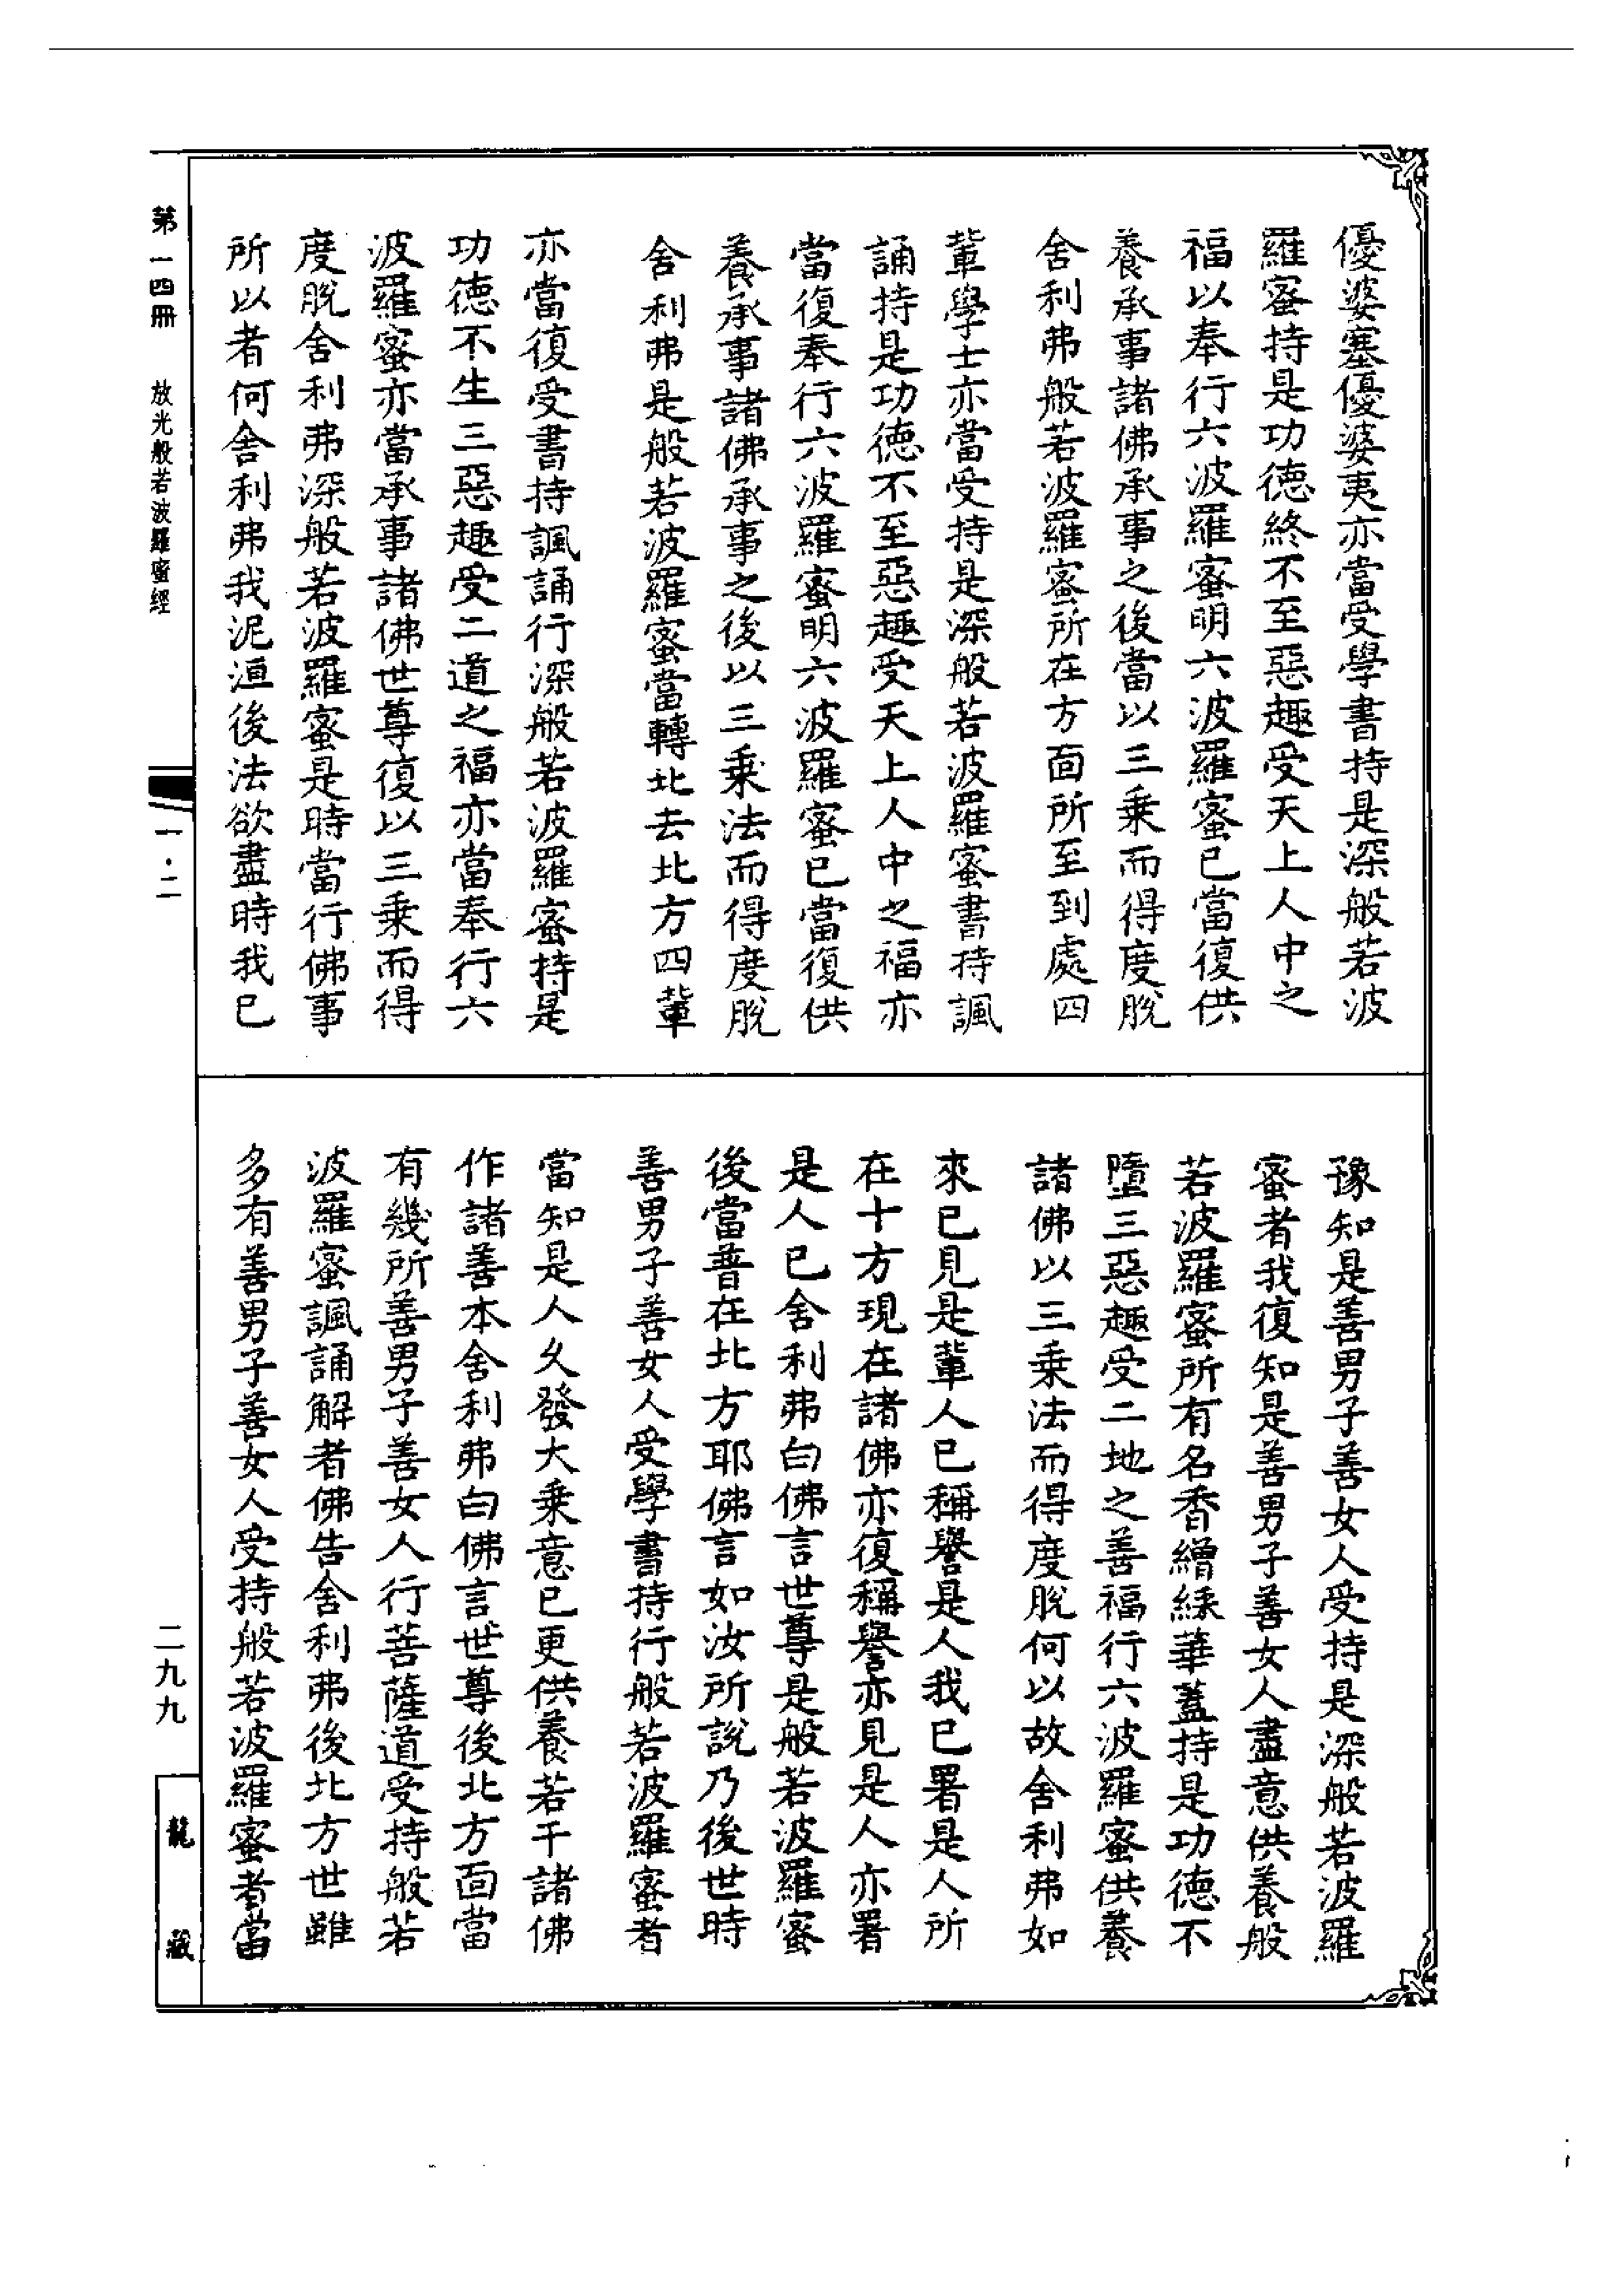 優婆塞優婆夷亦當受學書持是深般若波
羅蜜持是功德終不至惡趣受天上人中之
福以奉行六波羅蜜明六波羅蜜已當復供
養承事諸佛承事之後當以三乘而得度脫
舍利弗般若波羅蜜所在方面所至到處四
輩學士亦當受持是深般若波羅蜜書持諷
誦持是功德不至惡趣受天上人中之福亦
當復奉行六波羅蜜明六波羅蜜已當復供
養承事諸佛承事之後以三乘法而得度脫
舍利弗是般若波羅蜜當轉北去北方四輩
亦當復受書持諷誦行深般若波羅蜜持是
功德不生三惡趣受二道之福亦當奉行六
波羅蜜亦當承事諸佛世尊復以三乘而得
度脫舍利弗深般若波羅蜜是時當行佛事
所以者何舍利弗我泥洹後法欲盡時我已
豫知是善男子善女人受持是深般若波羅
蜜者我復知是善男子善女人盡意供養般
若波羅蜜所有名香繒綵華蓋持是功德不
墮三惡趣受二地之善福行六波羅蜜供養
諸佛以三乘法而得度脫何以故舍利弗如
來已見是輩人已稱譽是人我已署是人所
在十方現在諸佛亦復稱譽亦見是人亦署
是人已舍利弗白佛言世尊是般若波羅蜜
後當普在北方耶佛言如汝所說乃後世時
善男子善女人受學書持行般若波羅蜜者
當知是人久發大乘意已更供養若干諸佛
作諸善本舍利弗白佛言世尊後北方面當
有幾所善男子善女人行菩薩道受持般若
波羅蜜諷誦解者佛告舍利弗後北方世雖
多有善男子善女人受持般若波羅蜜者當
第一四冊 放光般若波羅蜜經
一·二
二九九
龍藏